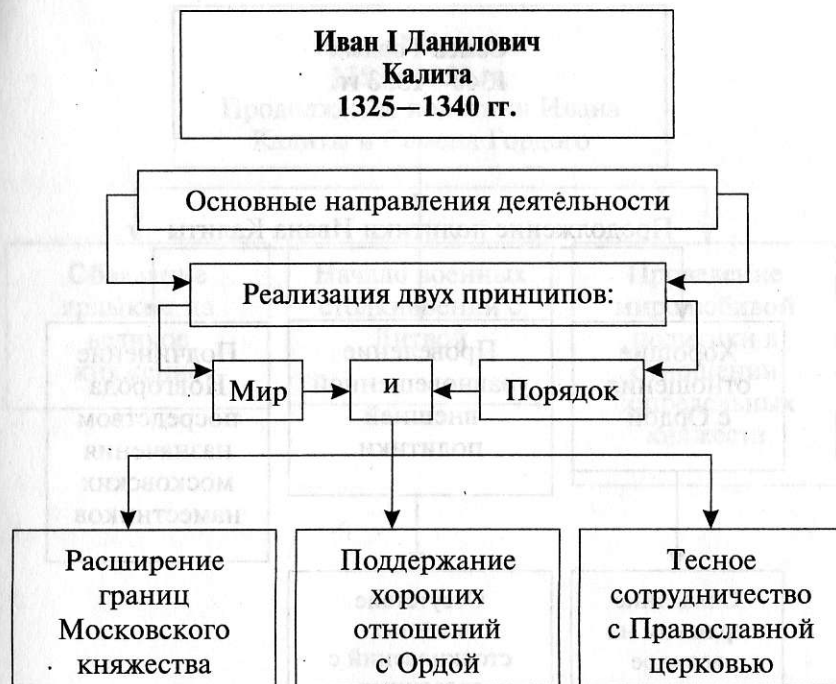 Иван I Данилович
Калита
1325—1340 гг.
Основные направления деятельности
Реализация двух принципов:
Мир
и
Порядок
Расширение
границ
Московского
княжества
Поддержание
хороших
отношений
с Ордой
Тесное
сотрудничество
с Православной
церковью